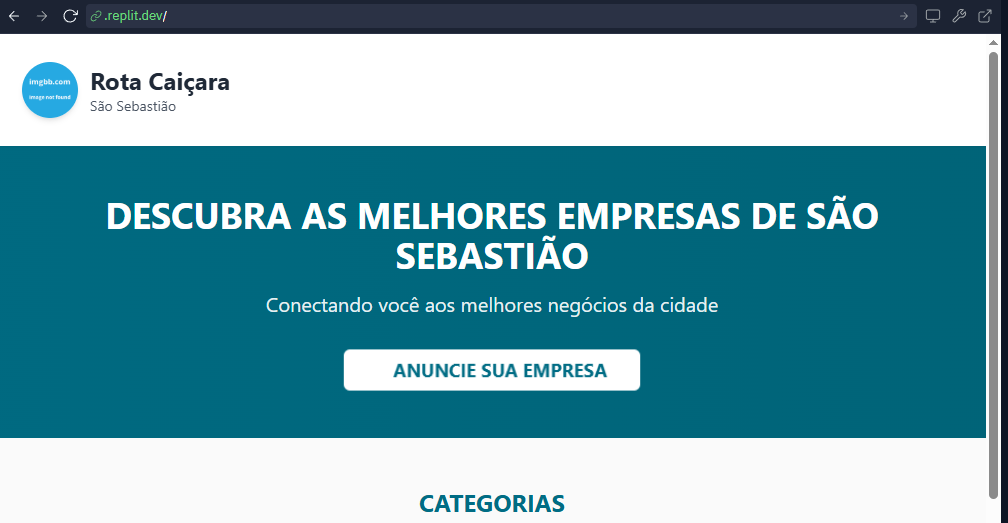 .replit.dev/
imgbb.com
image not found
Rota Caiçara
São Sebastião
DESCUBRA AS MELHORES EMPRESAS DE SÃO
SEBASTIÃO
Conectando você aos melhores negócios da cidade
ANUNCIE SUA EMPRESA
CATEGORIAS